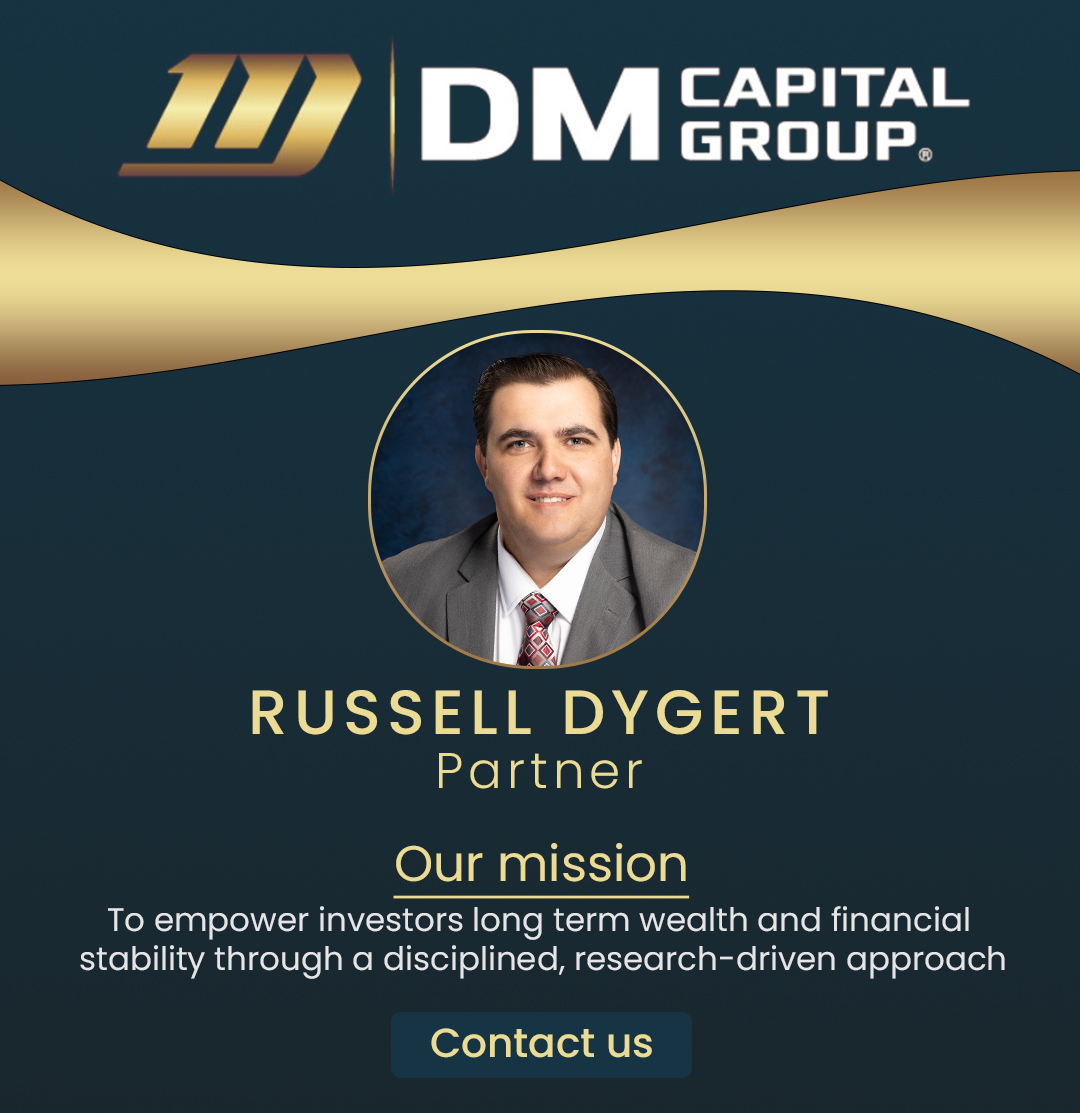 DM CAPITAL
GROUP®
RUSSELL DYGERT
Partner
Our mission
To empower investors long term wealth and financial
stability through a disciplined, research-driven approach
Contact us